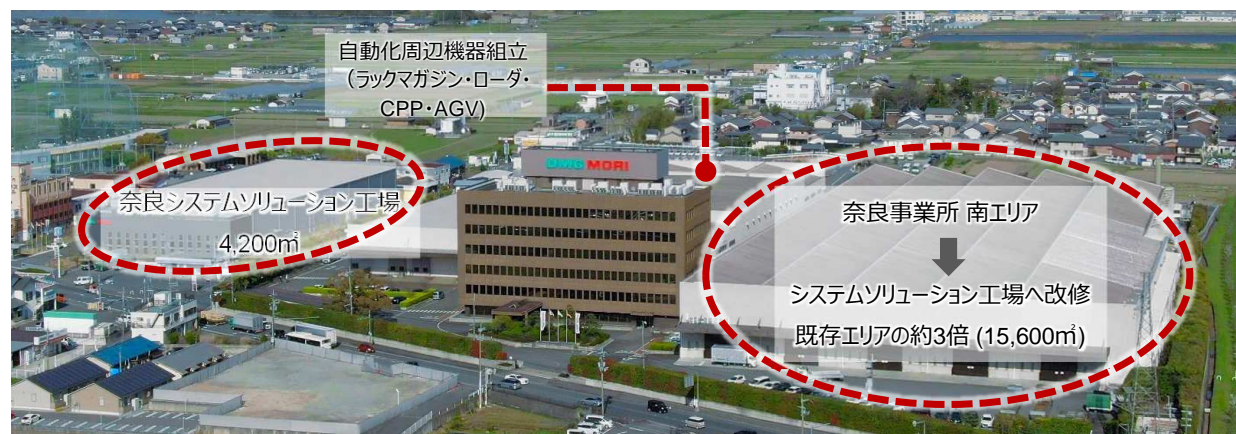 自動化周辺機器組立
(ラックマガジン・ローダ・
CPP・AGV)
DMG MORI
奈良システムソリューション工場
4,200㎡
奈良事業所 南エリア
システムソリューション工場へ改修
既存エリアの約3倍 (15,600㎡)